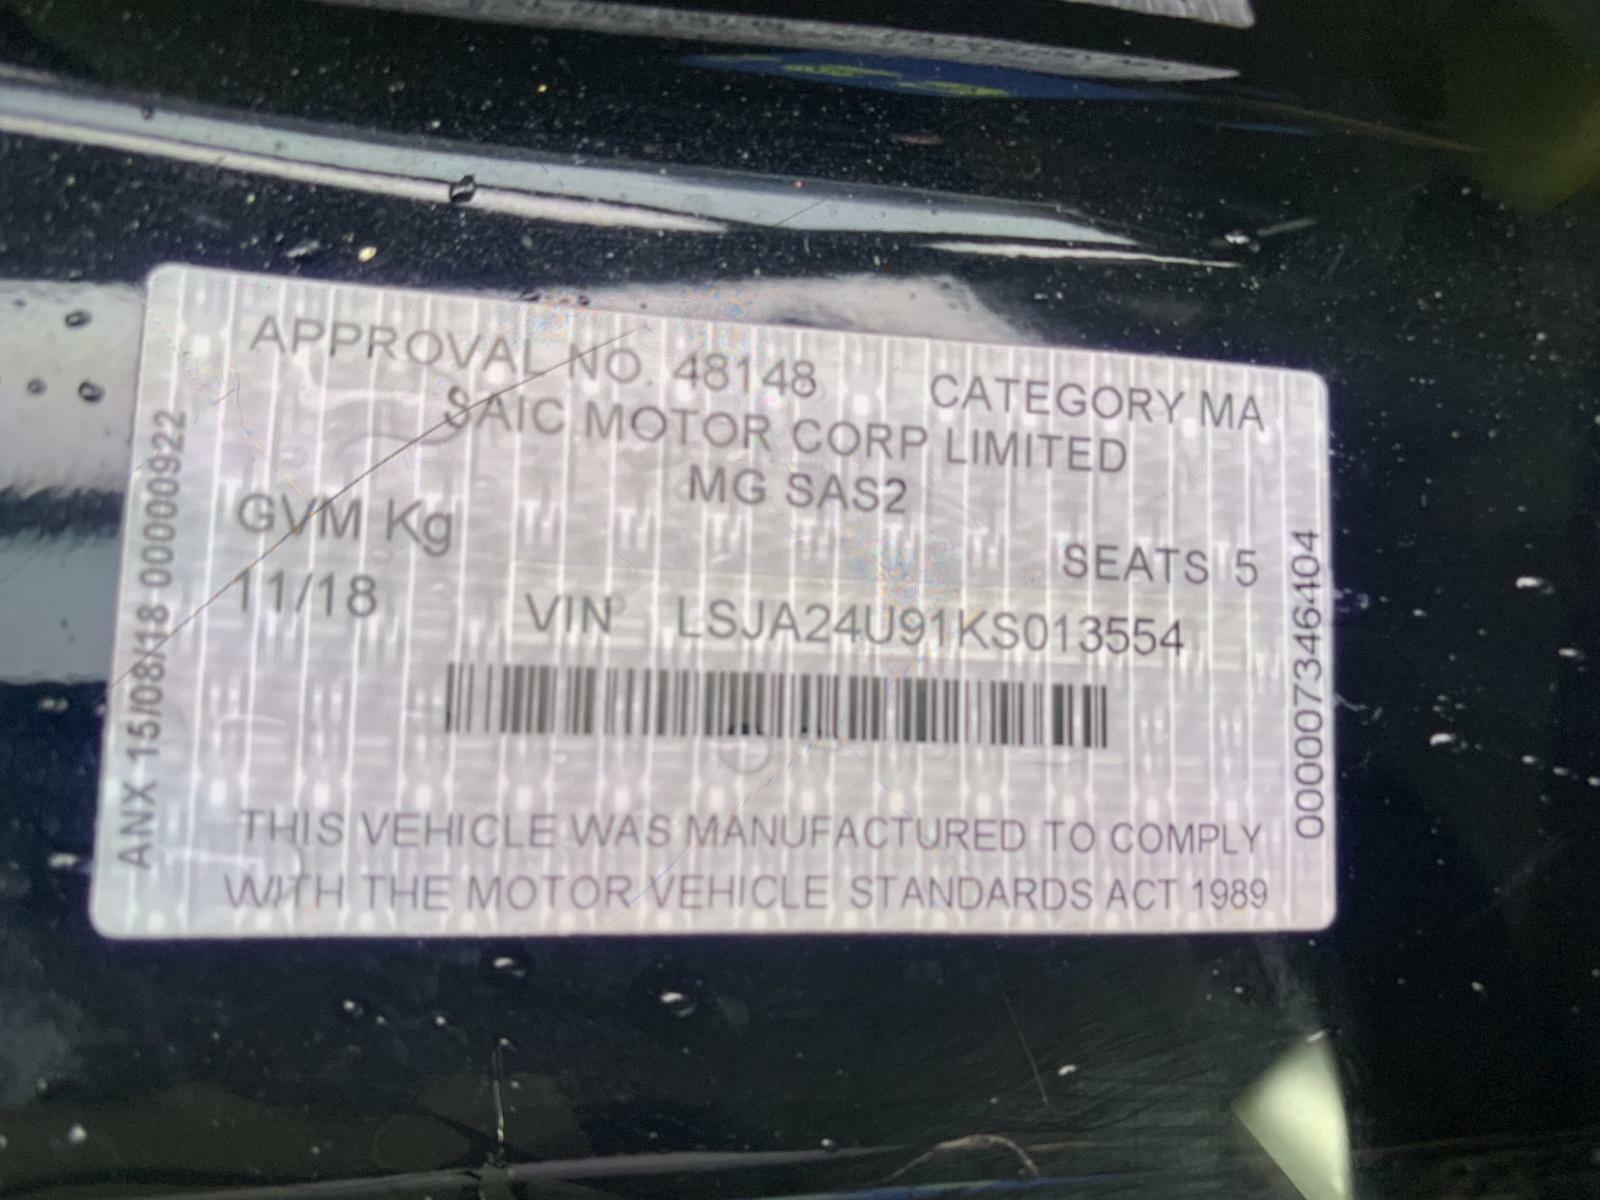 APPROVAL NO. 48148 CATEGORY MA
SAIC MOTOR CORP LIMITED
MG SAS2
GVM Kg
SEATS 5
11/18
VIN LSJA24U91KS013554
THIS VEHICLE WAS MANUFACTURED TO COMPLY
WITH THE MOTOR VEHICLE STANDARDS ACT 1989
ANX 15/08/18 00000922
000007346404